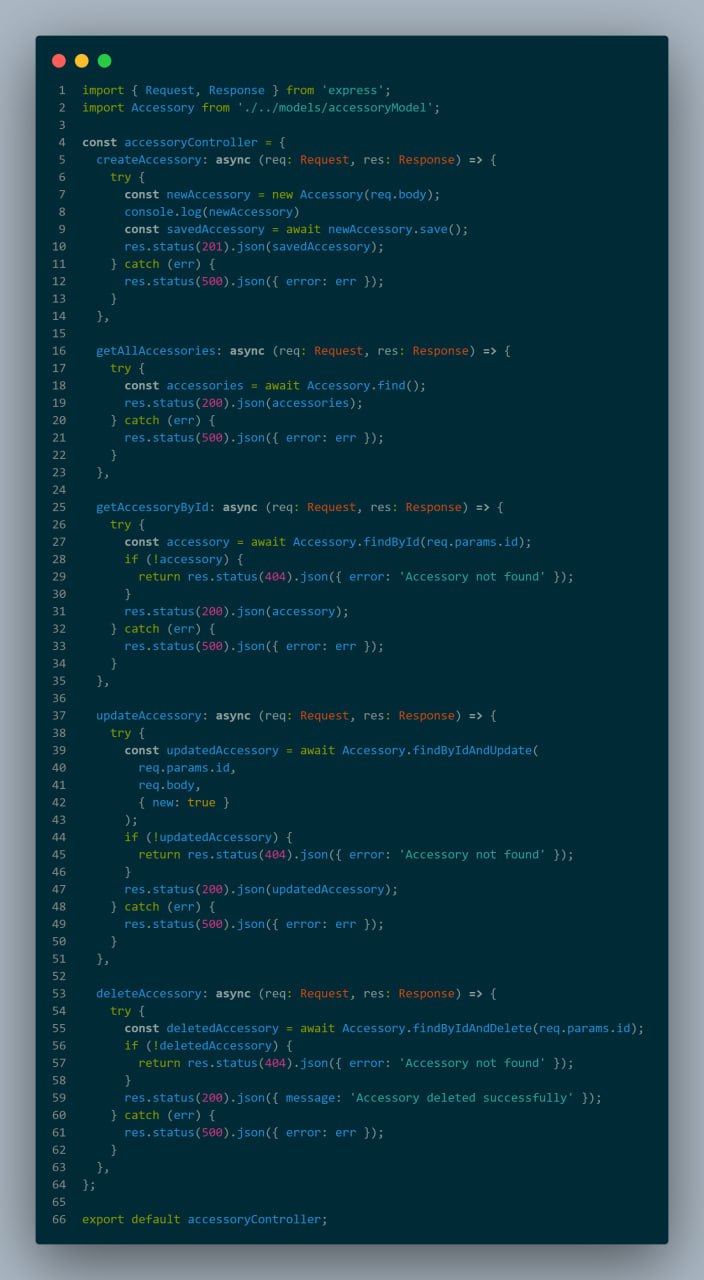 1 import { Request, Response } from 'express';
2 import Accessory from './../models/accessoryModel';
3
4 const accessoryController = {
5   createAccessory: async (req: Request, res: Response) => {
6     try {
7       const newAccessory = new Accessory(req.body);
8       console.log(newAccessory)
9       const savedAccessory = await newAccessory.save();
10       res.status(201).json(savedAccessory);
11     } catch (err) {
12       res.status(500).json({ error: err });
13     }
14   },
15
16   getAllAccessories: async (req: Request, res: Response) => {
17     try {
18       const accessories = await Accessory.find();
19       res.status(200).json(accessories);
20     } catch (err) {
21       res.status(500).json({ error: err });
22     }
23   },
24
25   getAccessoryById: async (req: Request, res: Response) => {
26     try {
27       const accessory = await Accessory.findById(req.params.id);
28       if (!accessory) {
29         return res.status(404).json({ error: 'Accessory not found' });
30       }
31       res.status(200).json(accessory);
32     } catch (err) {
33       res.status(500).json({ error: err });
34     }
35   },
36
37   updateAccessory: async (req: Request, res: Response) => {
38     try {
39       const updatedAccessory = await Accessory.findByIdAndUpdate(
40         req.params.id,
41         req.body,
42         { new: true }
43       );
44       if (!updatedAccessory) {
45         return res.status(404).json({ error: 'Accessory not found' });
46       }
47       res.status(200).json(updatedAccessory);
48     } catch (err) {
49       res.status(500).json({ error: err });
50     }
51   },
52
53   deleteAccessory: async (req: Request, res: Response) => {
54     try {
55       const deletedAccessory = await Accessory.findByIdAndDelete(req.params.id);
56       if (!deletedAccessory) {
57         return res.status(404).json({ error: 'Accessory not found' });
58       }
59       res.status(200).json({ message: 'Accessory deleted successfully' });
60     } catch (err) {
61       res.status(500).json({ error: err });
62     }
63   },
64 };
65
66 export default accessoryController;